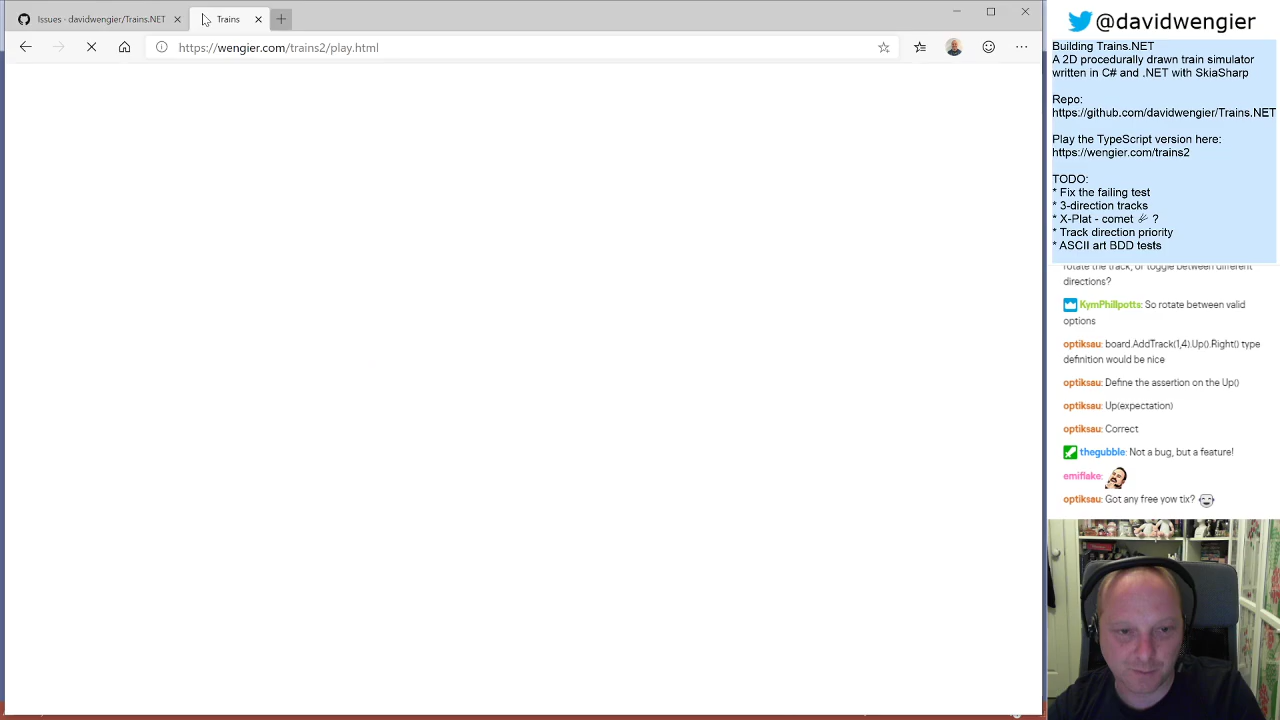 Issues - davidwengier/Trains.NET
Trains
https://wengier.com/trains2/play.html
@davidwengier
Building Trains.NET
A 2D procedurally drawn train simulator
written in C# and .NET with SkiaSharp
Repo:
https://github.com/davidwengier/Trains.NET
Play the TypeScript version here:
https://wengier.com/trains2
TODO:
* Fix the failing test
* 3-direction tracks
* X-Plat - comet ☄ ?
* Track direction priority
* ASCII art BDD tests
rotate the track, or toggle between different
directions?
KymPhillpotts: So rotate between valid
options
optiksau: board.AddTrack(1,4).Up().Right() type
definition would be nice
optiksau: Define the assertion on the Up()
optiksau: Up(expectation)
optiksau: Correct
thegubble: Not a bug, but a feature!
emiflake:
optiksau: Got any free yow tix?